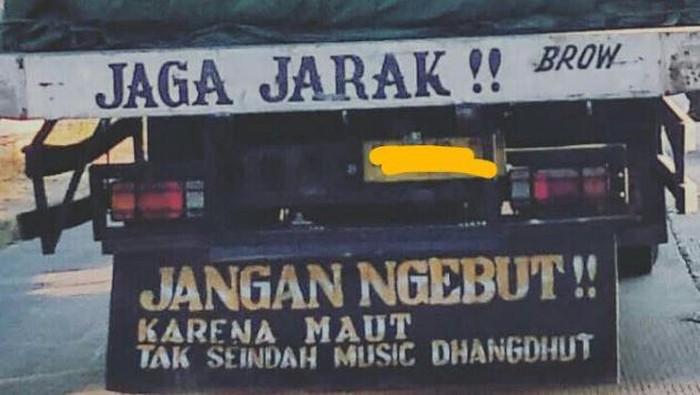 JAGA JARAK !! BROW
JANGAN NGEBUT !!
KARENA MAUT
TAK SEINDAH MUSIC DHANGDHUT